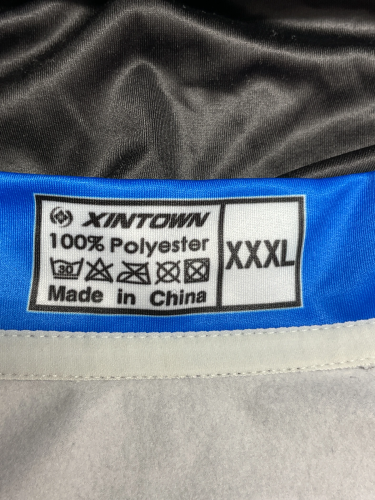 XINTOWN
100% Polyester
XXXL
30
Made in China